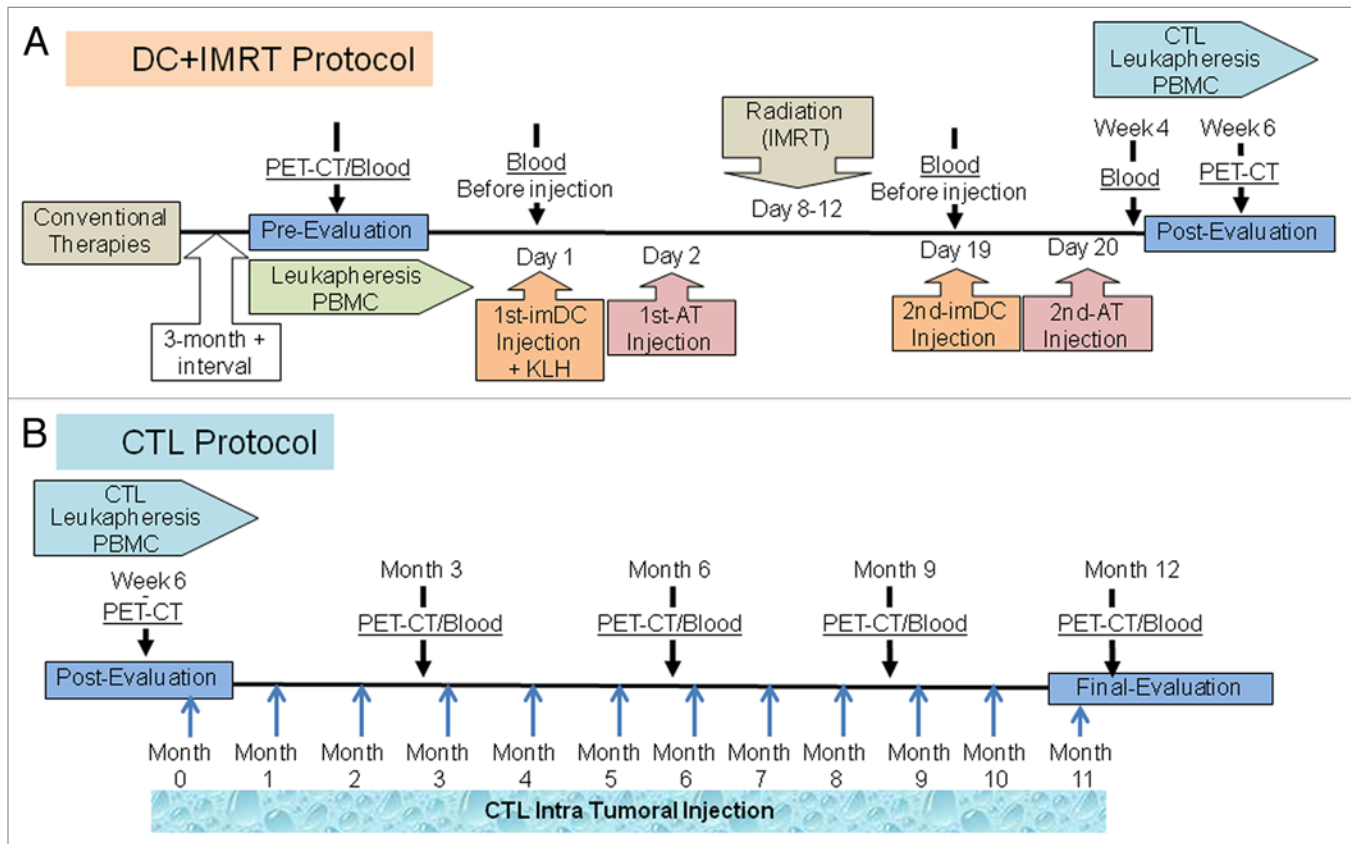 A
DC+IMRT Protocol
CTL
Leukapheresis
PBMC
Radiation
(IMRT)
Week 4
Week 6
PET-CT/Blood
Blood
Before injection
Blood
Before injection
Blood
PET-CT
Conventional
Therapies
Pre-Evaluation
Day 8-12
Post-Evaluation
Leukapheresis
PBMC
Day 1
Day 2
Day 19
Day 20
3-month +
interval
1st-imDC
Injection
+ KLH
1st-AT
Injection
2nd-imDC
Injection
2nd-AT
Injection
B
CTL Protocol
CTL
Leukapheresis
PBMC
Week 6
PET-CT
Month 3
PET-CT/Blood
Month 6
PET-CT/Blood
Month 9
PET-CT/Blood
Month 12
PET-CT/Blood
Post-Evaluation
Final-Evaluation
Month
0
Month
1
Month
2
Month
3
Month
4
Month
5
Month
6
Month
7
Month
8
Month
9
Month
10
Month
11
CTL Intra Tumoral Injection